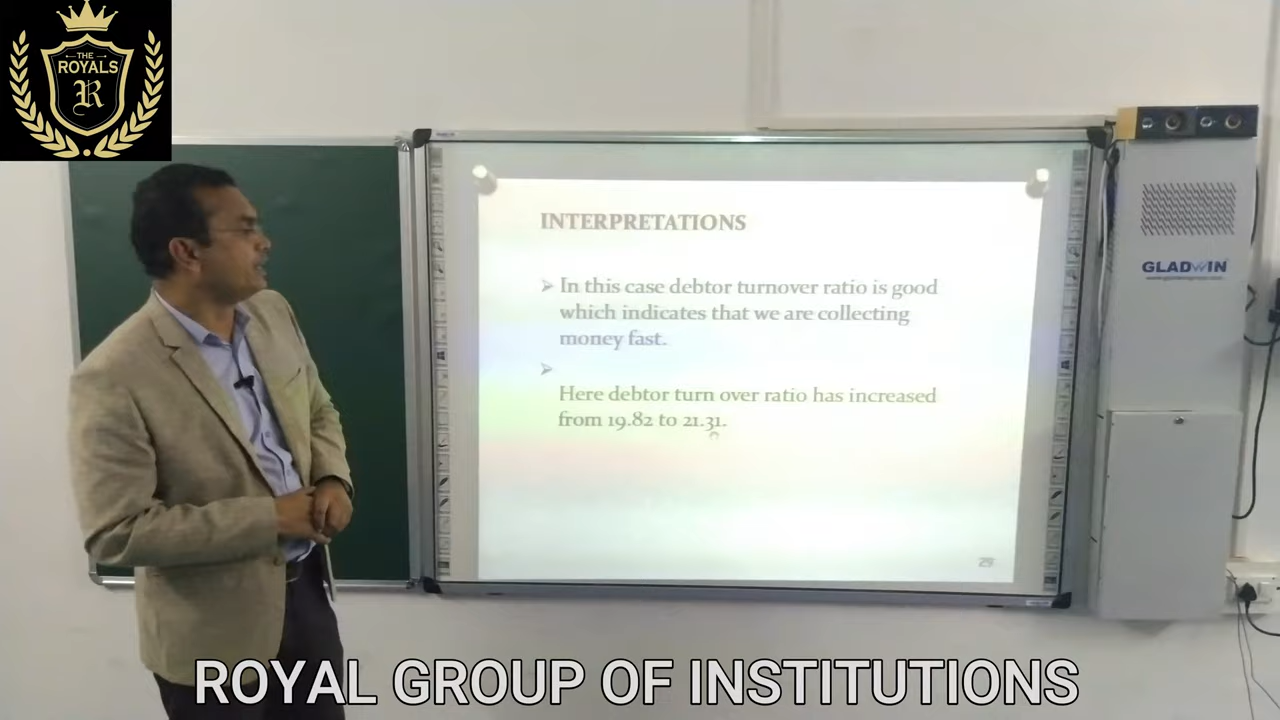 THE
ROYALS
R
INTERPRETATIONS
➢ In this case debtor turnover ratio is good
which indicates that we are collecting
money fast.
➢
Here debtor turn over ratio has increased
from 19.82 to 21.31.
29
GLADWIN
ROYAL GROUP OF INSTITUTIONS